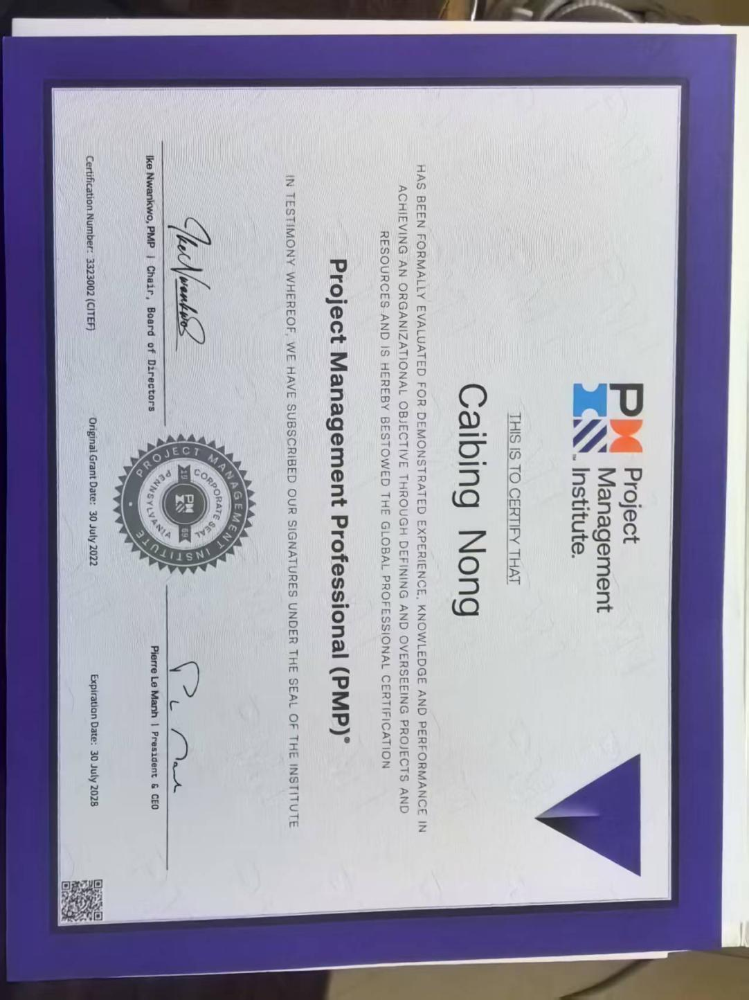 Project
Management
Institute.
THIS IS TO CERTIFY THAT
Caibing Nong
HAS BEEN FORMALLY EVALUATED FOR DEMONSTRATED EXPERIENCE, KNOWLEDGE AND PERFORMANCE IN
ACHIEVING AN ORGANIZATIONAL OBJECTIVE THROUGH DEFINING AND OVERSEEING PROJECTS AND
RESOURCES AND IS HEREBY BESTOWED THE GLOBAL PROFESSIONAL CERTIFICATION
Project Management Professional (PMP)®
IN TESTIMONY WHEREOF, WE HAVE SUBSCRIBED OUR SIGNATURES UNDER THE SEAL OF THE INSTITUTE
Ike Nwankwo
Ike Nwankwo, PMP | Chair, Board of Directors
PROJECT MANAGEMENT INSTITUTE
CORPORATE SEAL
19 69
PENNSYLVANIA
Pierre Le Manh | President & CEO
Certification Number: 3323002 (CITEF)
Original Grant Date: 30 July 2022
Expiration Date: 30 July 2028